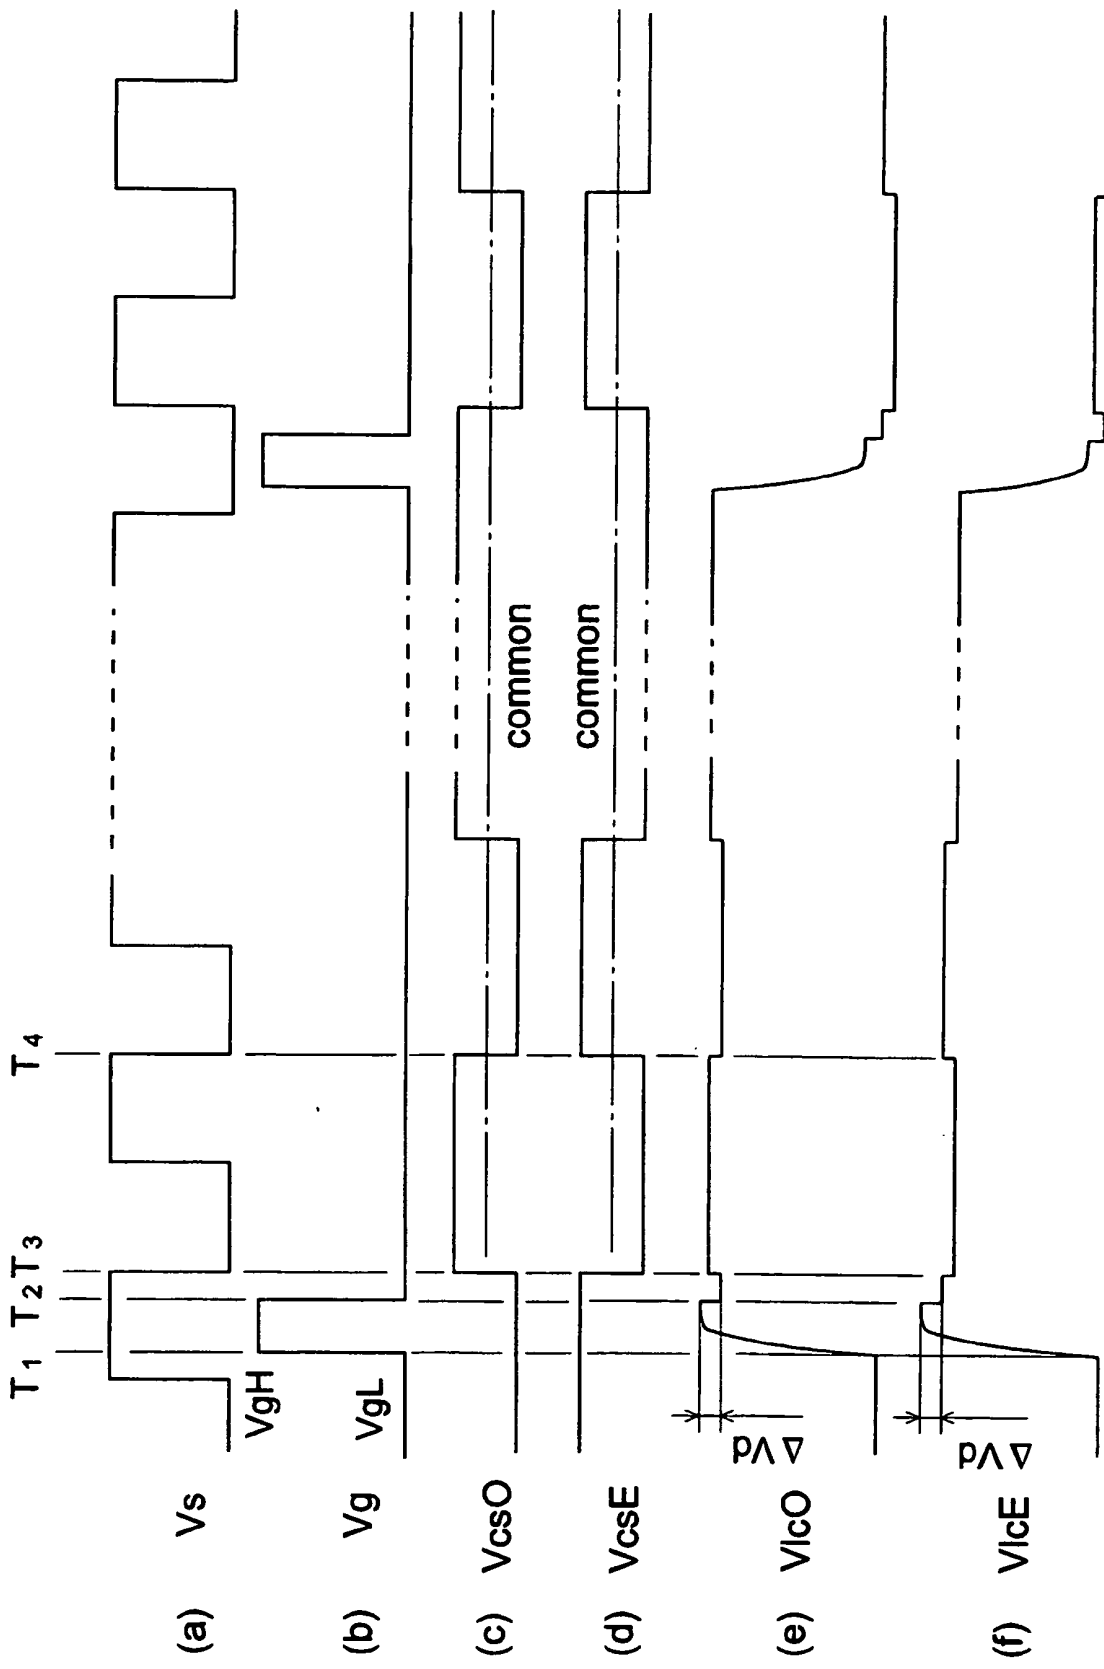 T1 T2 T3 T4
(a) Vs
VgH
(b) Vg VgL
(c) VcsO common
(d) VcsE common
(e) VlcO ΔVd
(f) VlcE ΔVd